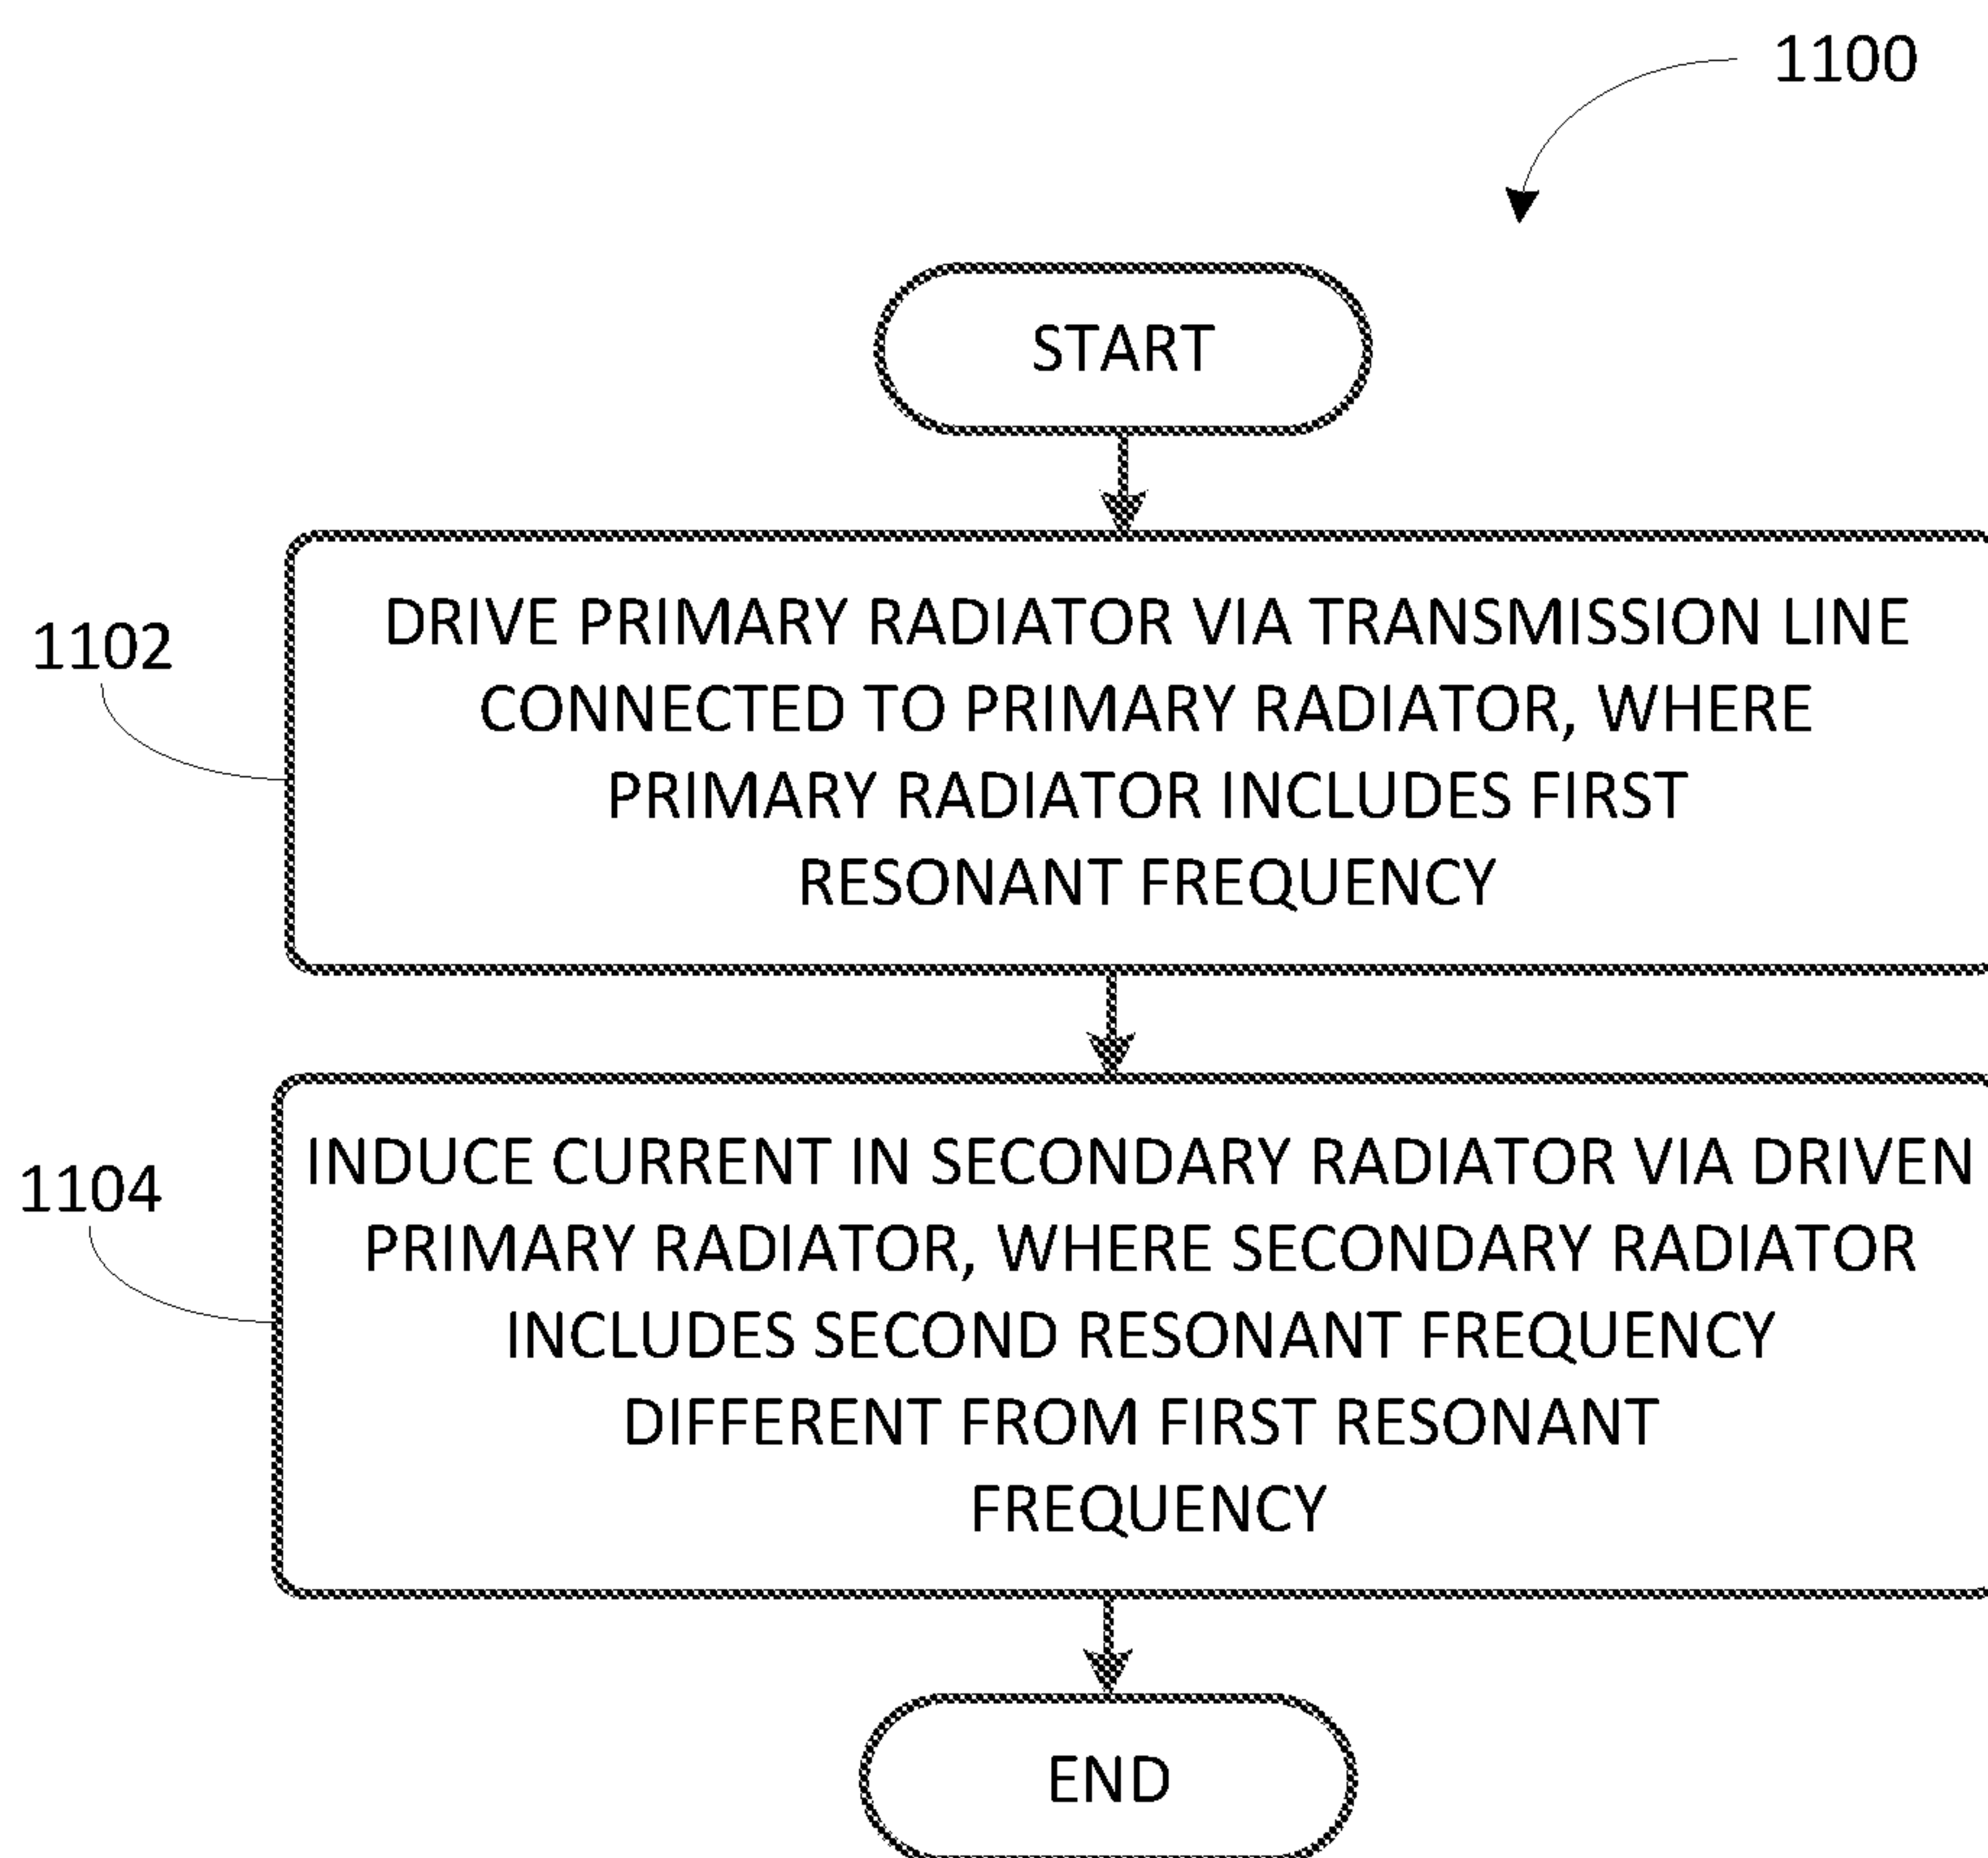 1100
START
1102
DRIVE PRIMARY RADIATOR VIA TRANSMISSION LINE
CONNECTED TO PRIMARY RADIATOR, WHERE
PRIMARY RADIATOR INCLUDES FIRST
RESONANT FREQUENCY
1104
INDUCE CURRENT IN SECONDARY RADIATOR VIA DRIVEN
PRIMARY RADIATOR, WHERE SECONDARY RADIATOR
INCLUDES SECOND RESONANT FREQUENCY
DIFFERENT FROM FIRST RESONANT
FREQUENCY
END